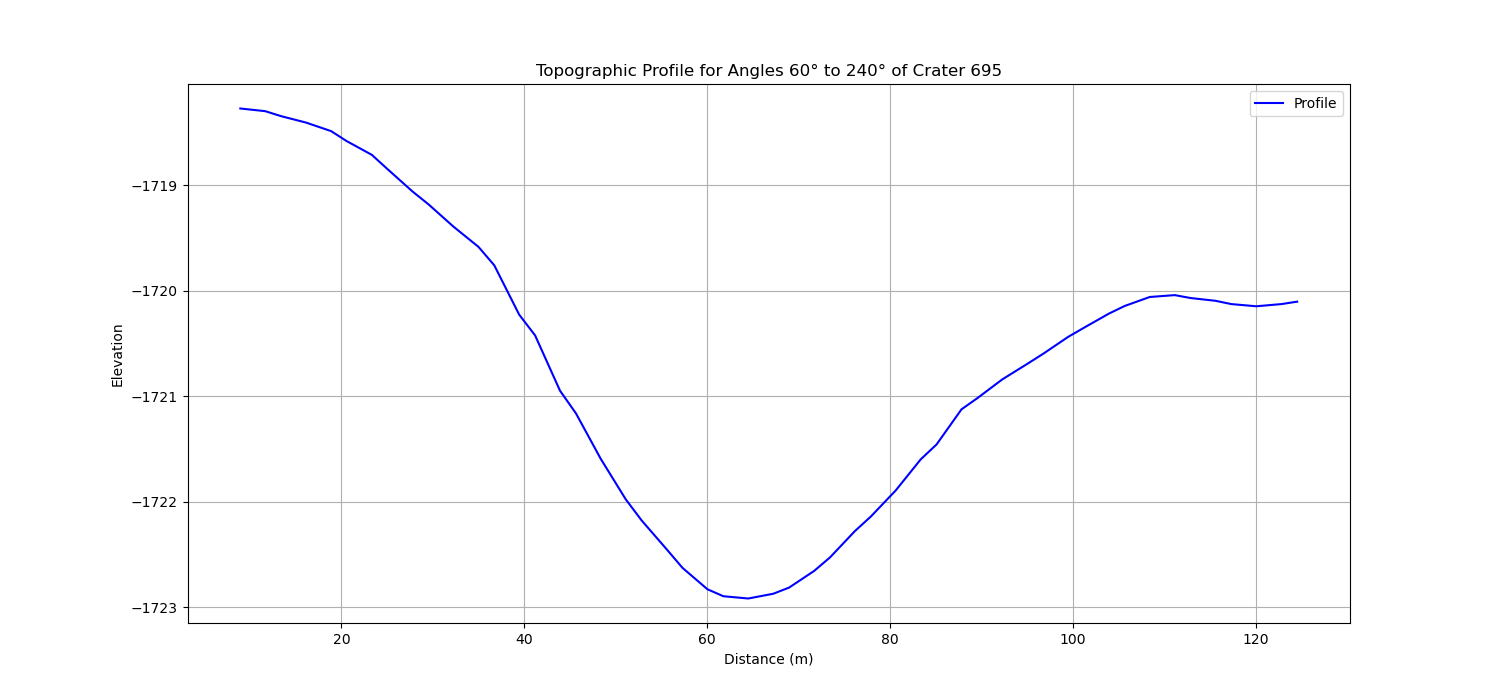 Topographic Profile for Angles 60° to 240° of Crater 695
Profile
−1719
−1720
−1721
−1722
−1723
Elevation
20 40 60 80 100 120
Distance (m)